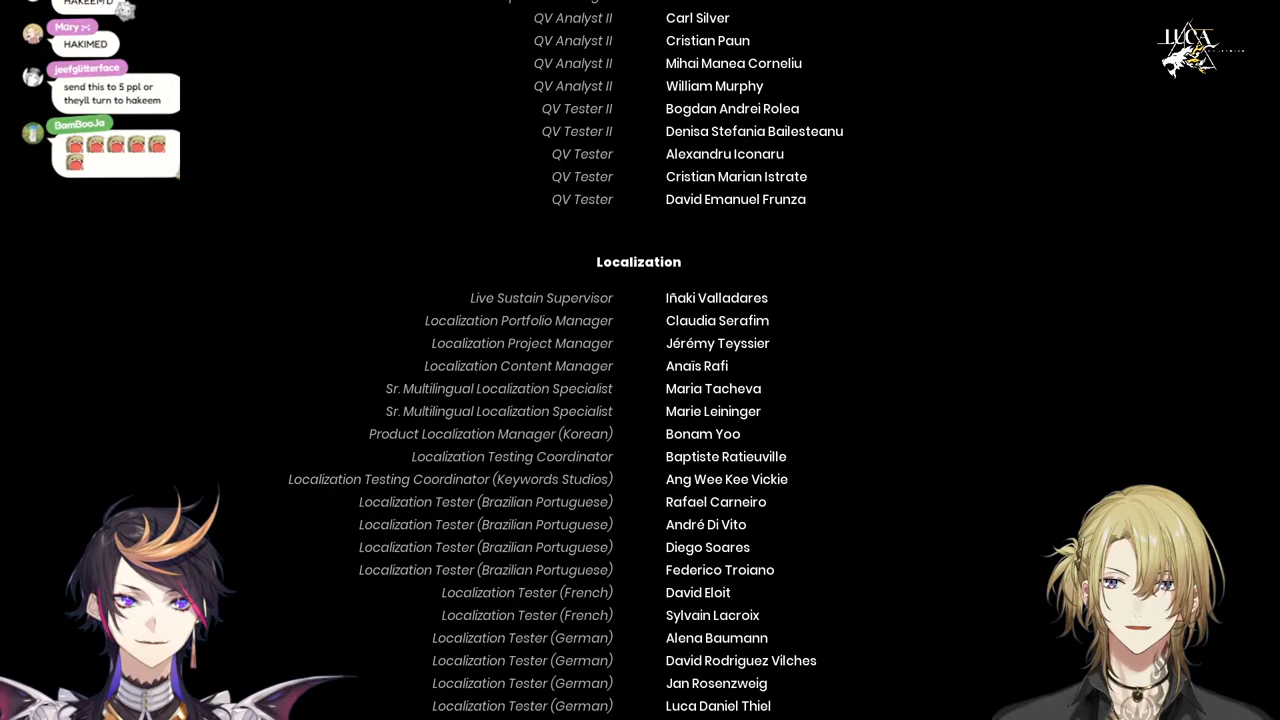 HAKEEM'D
Mary
HAKIMED
jeefglitterface
send this to 5 ppl or
theyll turn to hakeem
BamBooJa
QV Analyst II Carl Silver
QV Analyst II Cristian Paun
QV Analyst II Mihai Manea Corneliu
QV Analyst II William Murphy
QV Tester II Bogdan Andrei Rolea
QV Tester II Denisa Stefania Bailesteanu
QV Tester Alexandru Iconaru
QV Tester Cristian Marian Istrate
QV Tester David Emanuel Frunza
Localization
Live Sustain Supervisor Iñaki Valladares
Localization Portfolio Manager Claudia Serafim
Localization Project Manager Jérémy Teyssier
Localization Content Manager Anaïs Rafi
Sr. Multilingual Localization Specialist Maria Tacheva
Sr. Multilingual Localization Specialist Marie Leininger
Product Localization Manager (Korean) Bonam Yoo
Localization Testing Coordinator Baptiste Ratieuville
Localization Testing Coordinator (Keywords Studios) Ang Wee Kee Vickie
Localization Tester (Brazilian Portuguese) Rafael Carneiro
Localization Tester (Brazilian Portuguese) André Di Vito
Localization Tester (Brazilian Portuguese) Diego Soares
Localization Tester (Brazilian Portuguese) Federico Troiano
Localization Tester (French) David Eloit
Localization Tester (French) Sylvain Lacroix
Localization Tester (German) Alena Baumann
Localization Tester (German) David Rodriguez Vilches
Localization Tester (German) Jan Rosenzweig
Localization Tester (German) Luca Daniel Thiel
LUCA